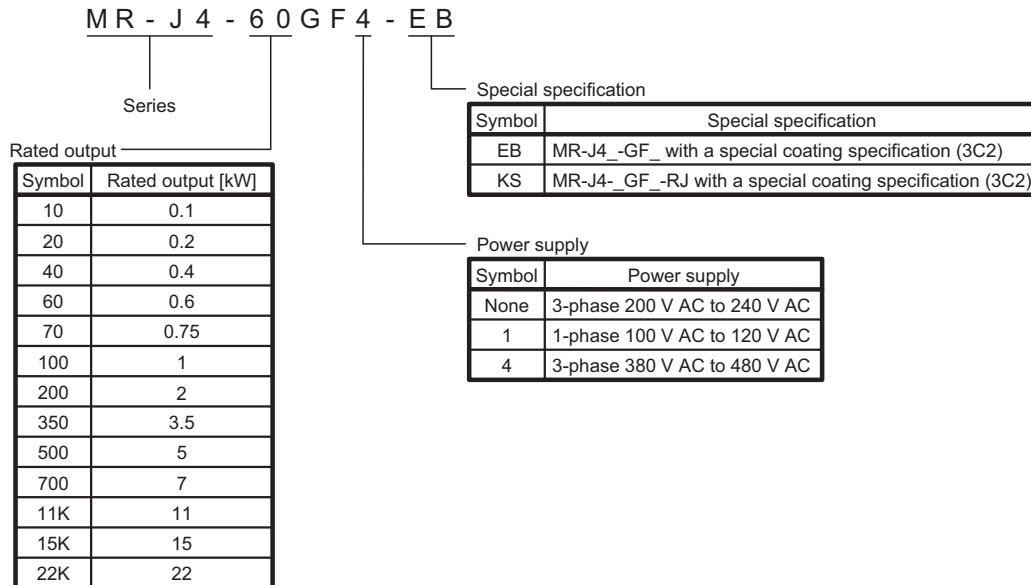 MR-J4-60GF4-EB
Series
Special specification
Symbol Special specification
EB MR-J4_-GF_ with a special coating specification (3C2)
KS MR-J4-_GF_-RJ with a special coating specification (3C2)
Rated output
Symbol Rated output [kW]
10 0.1
20 0.2
40 0.4
60 0.6
70 0.75
100 1
200 2
350 3.5
500 5
700 7
11K 11
15K 15
22K 22
Power supply
Symbol Power supply
None 3-phase 200 V AC to 240 V AC
1 1-phase 100 V AC to 120 V AC
4 3-phase 380 V AC to 480 V AC